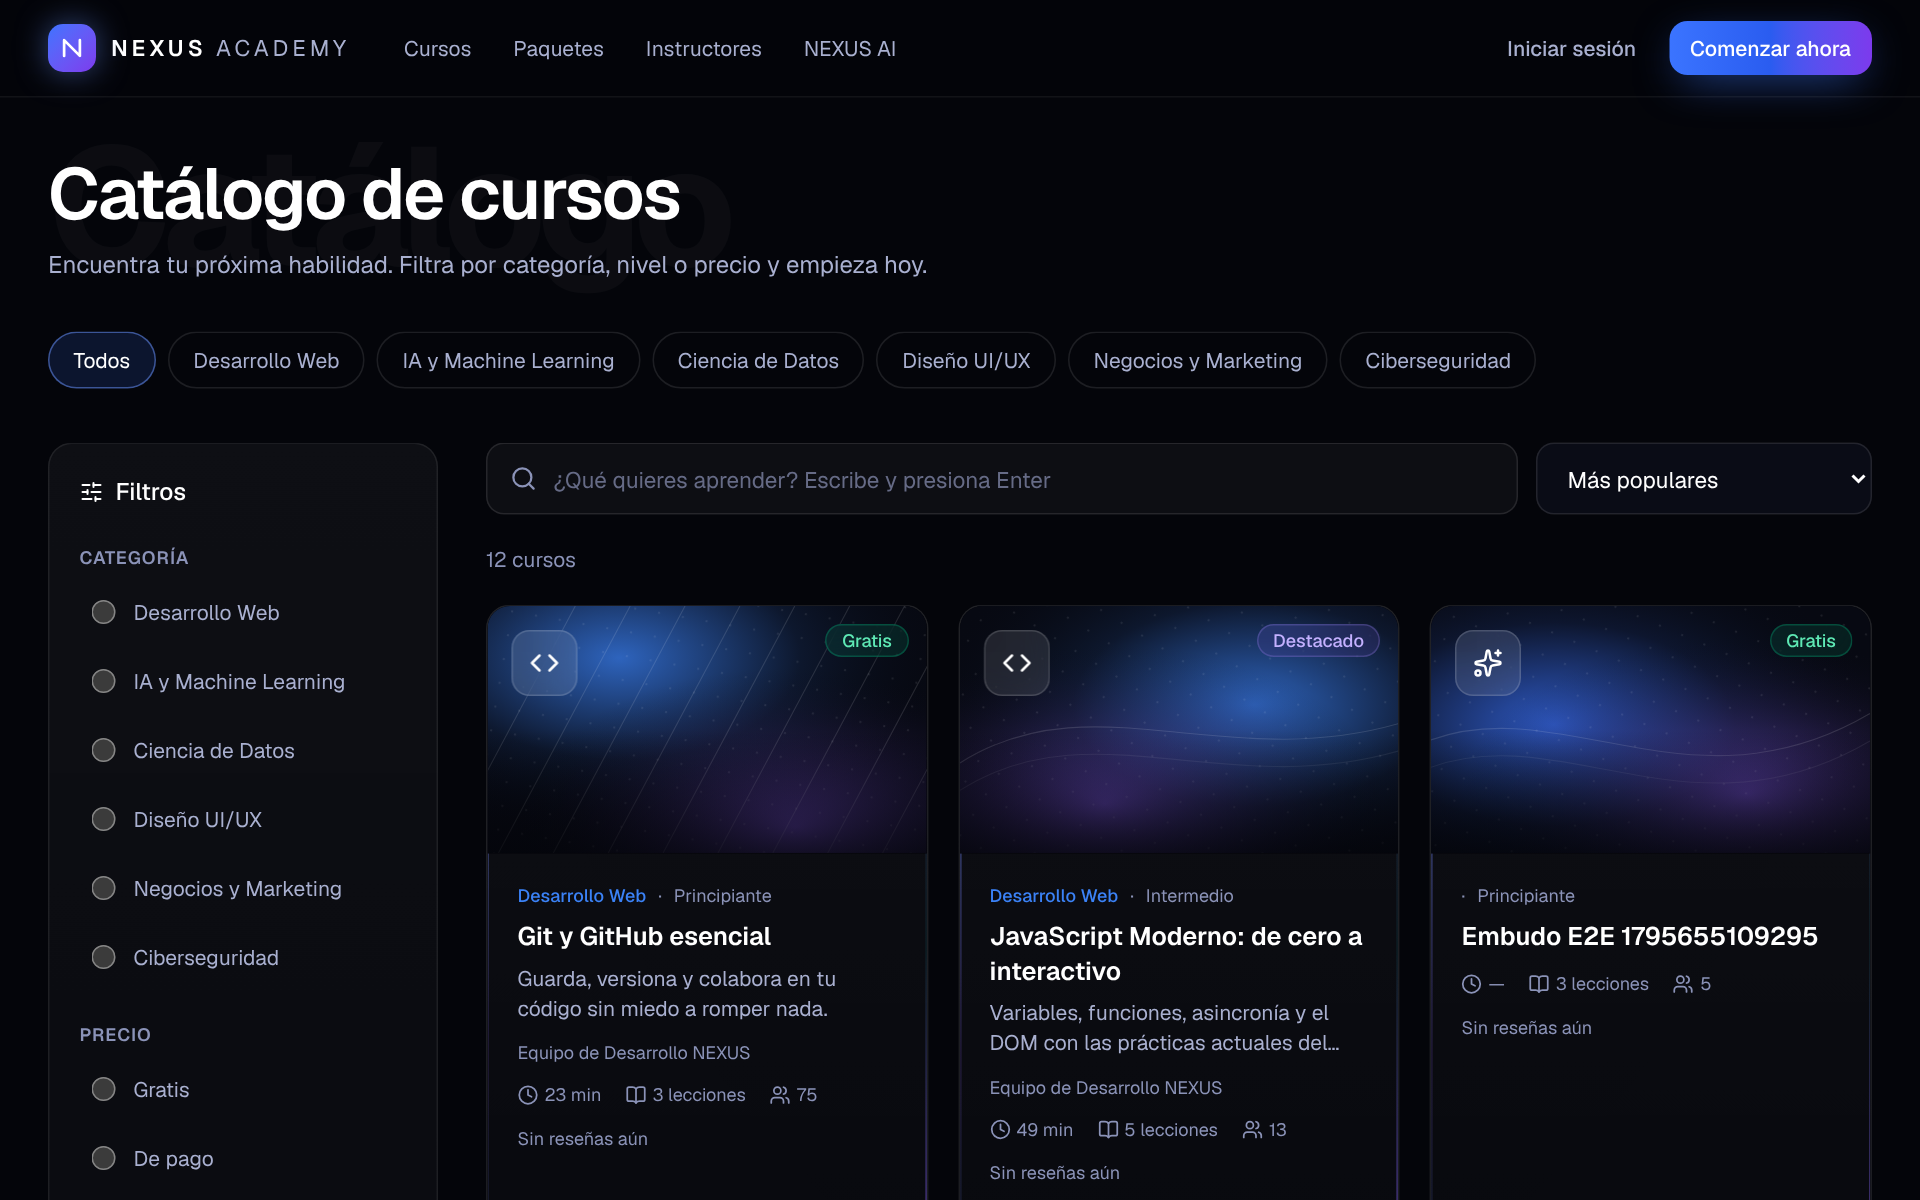 N NEXUS ACADEMY
Cursos
Paquetes
Instructores
NEXUS AI
Iniciar sesión
Comenzar ahora
Catálogo
Catálogo de cursos
Encuentra tu próxima habilidad. Filtra por categoría, nivel o precio y empieza hoy.
Todos
Desarrollo Web
IA y Machine Learning
Ciencia de Datos
Diseño UI/UX
Negocios y Marketing
Ciberseguridad
Filtros
CATEGORÍA
Desarrollo Web
IA y Machine Learning
Ciencia de Datos
Diseño UI/UX
Negocios y Marketing
Ciberseguridad
PRECIO
Gratis
De pago
¿Qué quieres aprender? Escribe y presiona Enter
Más populares
12 cursos
Gratis
Desarrollo Web · Principiante
Git y GitHub esencial
Guarda, versiona y colabora en tu
código sin miedo a romper nada.
Equipo de Desarrollo NEXUS
23 min 3 lecciones 75
Sin reseñas aún
Destacado
Desarrollo Web · Intermedio
JavaScript Moderno: de cero a
interactivo
Variables, funciones, asincronía y el
DOM con las prácticas actuales del…
Equipo de Desarrollo NEXUS
49 min 5 lecciones 13
Sin reseñas aún
Gratis
· Principiante
Embudo E2E 1795655109295
— 3 lecciones 5
Sin reseñas aún